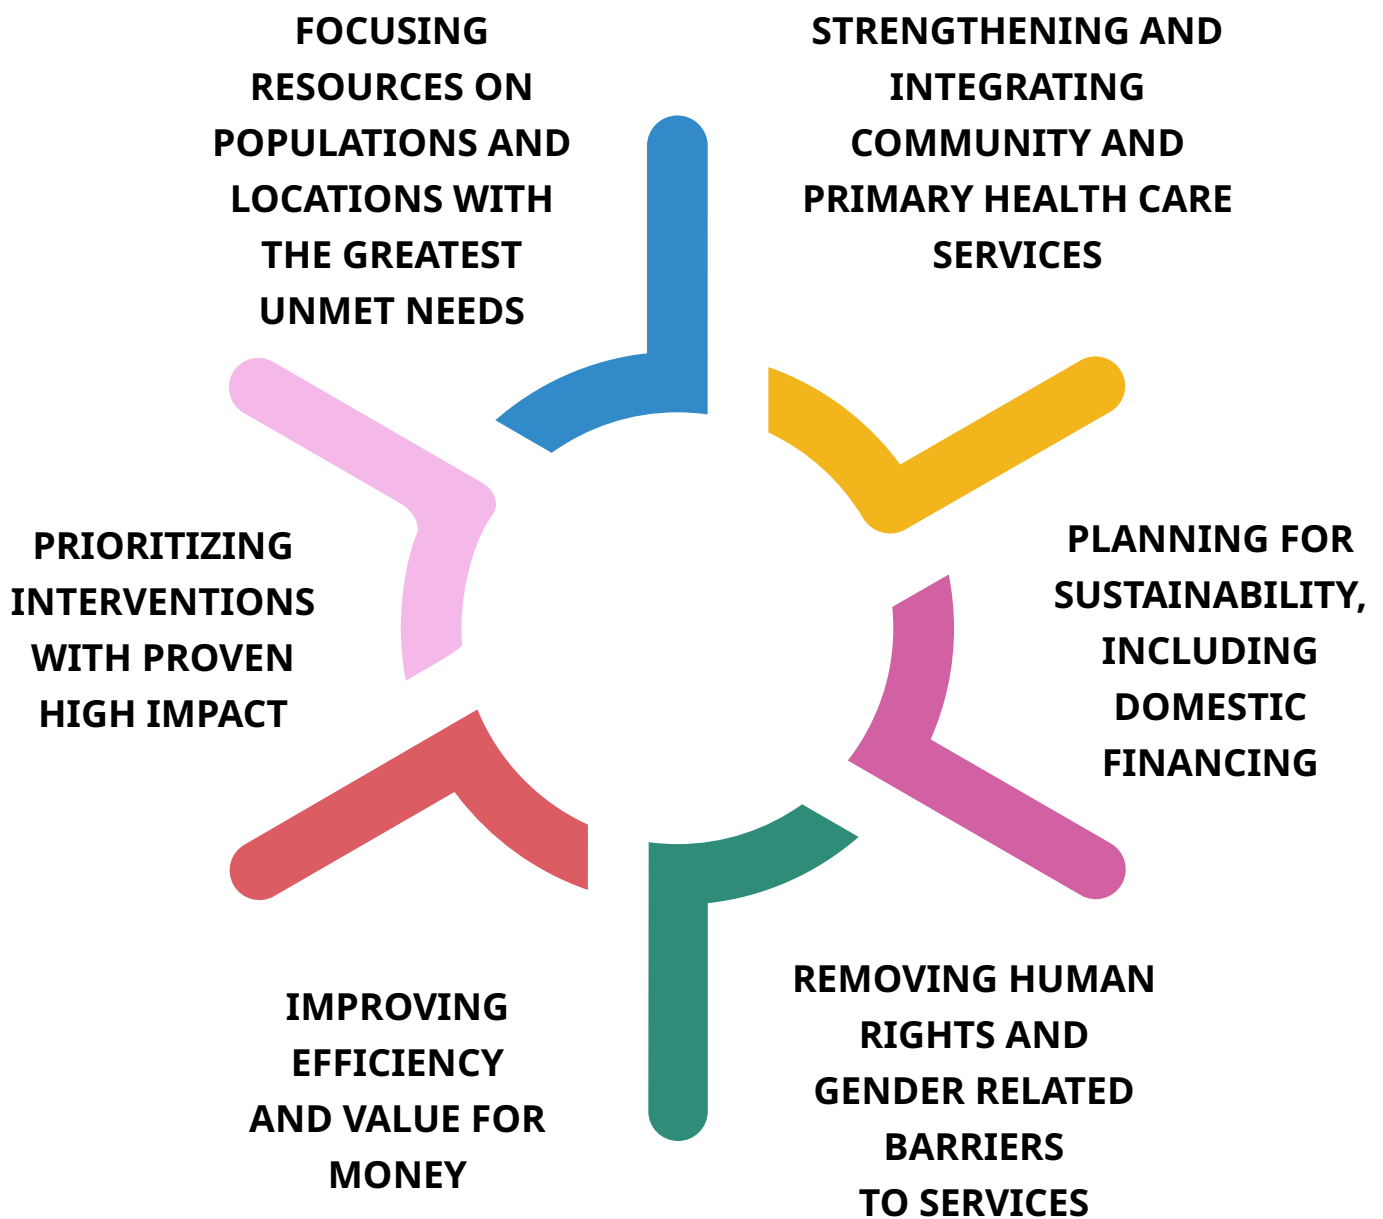 FOCUSING
RESOURCES ON
POPULATIONS AND
LOCATIONS WITH
THE GREATEST
UNMET NEEDS
STRENGTHENING AND
INTEGRATING
COMMUNITY AND
PRIMARY HEALTH CARE
SERVICES
PRIORITIZING
INTERVENTIONS
WITH PROVEN
HIGH IMPACT
PLANNING FOR
SUSTAINABILITY,
INCLUDING
DOMESTIC
FINANCING
IMPROVING
EFFICIENCY
AND VALUE FOR
MONEY
REMOVING HUMAN
RIGHTS AND
GENDER RELATED
BARRIERS
TO SERVICES